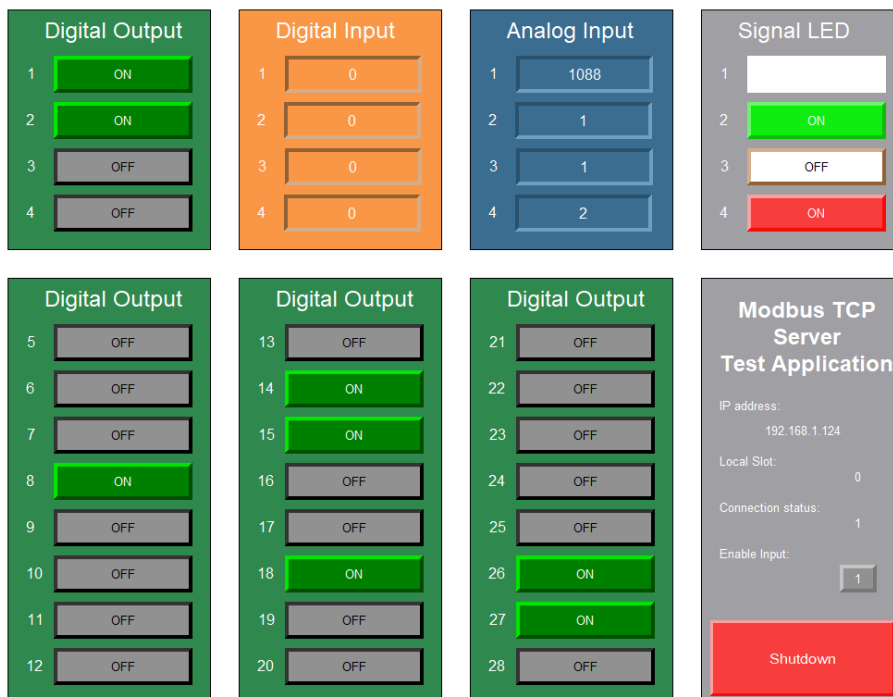 Digital Output
1 ON
2 ON
3 OFF
4 OFF
Digital Input
1 0
2 0
3 0
4 0
Analog Input
1 1088
2 1
3 1
4 2
Signal LED
1
2 ON
3 OFF
4 ON
Digital Output
5 OFF
6 OFF
7 OFF
8 ON
9 OFF
10 OFF
11 OFF
12 OFF
Digital Output
13 OFF
14 ON
15 ON
16 OFF
17 OFF
18 ON
19 OFF
20 OFF
Digital Output
21 OFF
22 OFF
23 OFF
24 OFF
25 OFF
26 ON
27 ON
28 OFF
Modbus TCP
Server
Test Application
IP address:
192.168.1.124
Local Slot:
0
Connection status:
1
Enable Input:
1
Shutdown